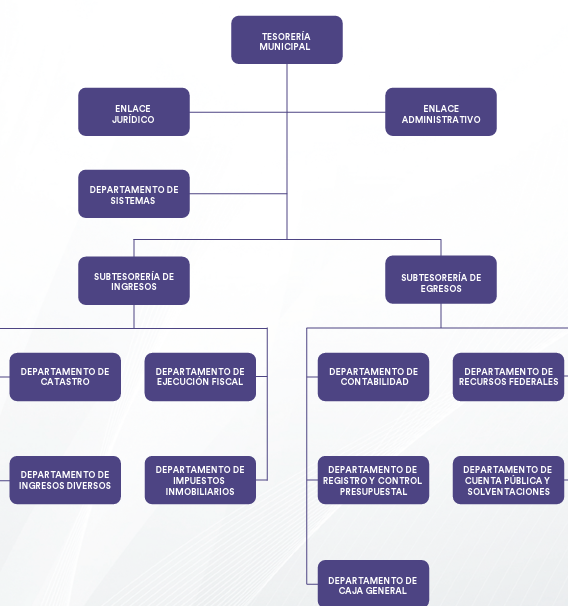 TESORERÍA
MUNICIPAL
ENLACE
JURÍDICO
ENLACE
ADMINISTRATIVO
DEPARTAMENTO DE
SISTEMAS
SUBTESORERÍA DE
INGRESOS
SUBTESORERÍA DE
EGRESOS
DEPARTAMENTO DE
CATASTRO
DEPARTAMENTO DE
EJECUCIÓN FISCAL
DEPARTAMENTO DE
CONTABILIDAD
DEPARTAMENTO DE
RECURSOS FEDERALES
DEPARTAMENTO DE
INGRESOS DIVERSOS
DEPARTAMENTO DE
IMPUESTOS
INMOBILIARIOS
DEPARTAMENTO DE
REGISTRO Y CONTROL
PRESUPUESTAL
DEPARTAMENTO DE
CUENTA PÚBLICA Y
SOLVENTACIONES
DEPARTAMENTO DE
CAJA GENERAL